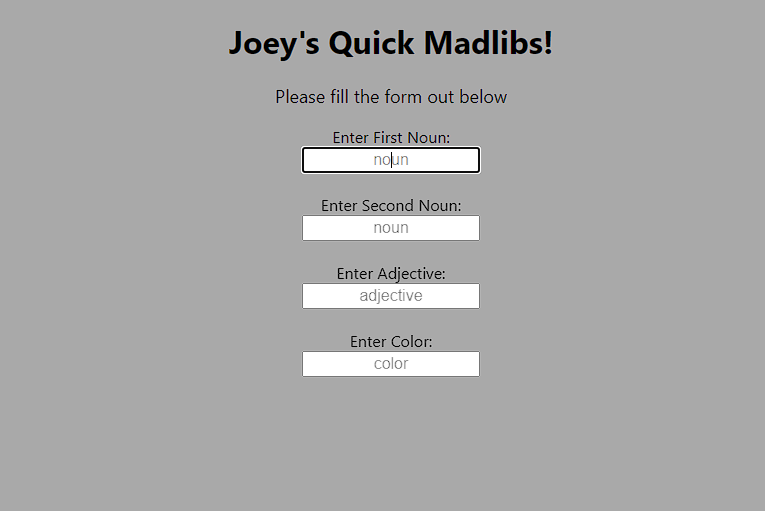 Joey's Quick Madlibs!
Please fill the form out below
Enter First Noun:
noun
Enter Second Noun:
noun
Enter Adjective:
adjective
Enter Color:
color